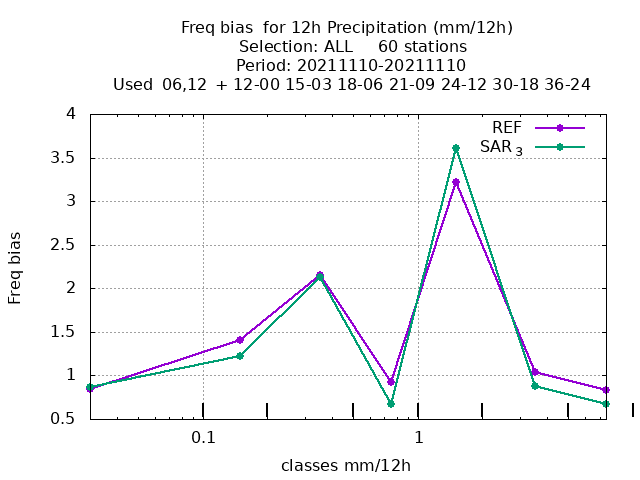 Freq bias  for 12h Precipitation (mm/12h)
Selection: ALL     60 stations
Period: 20211110-20211110
Used  06,12  + 12-00 15-03 18-06 21-09 24-12 30-18 36-24
REF
SAR 3
4
3.5
3
2.5
2
1.5
1
0.5
Freq bias
0.1
1
classes mm/12h